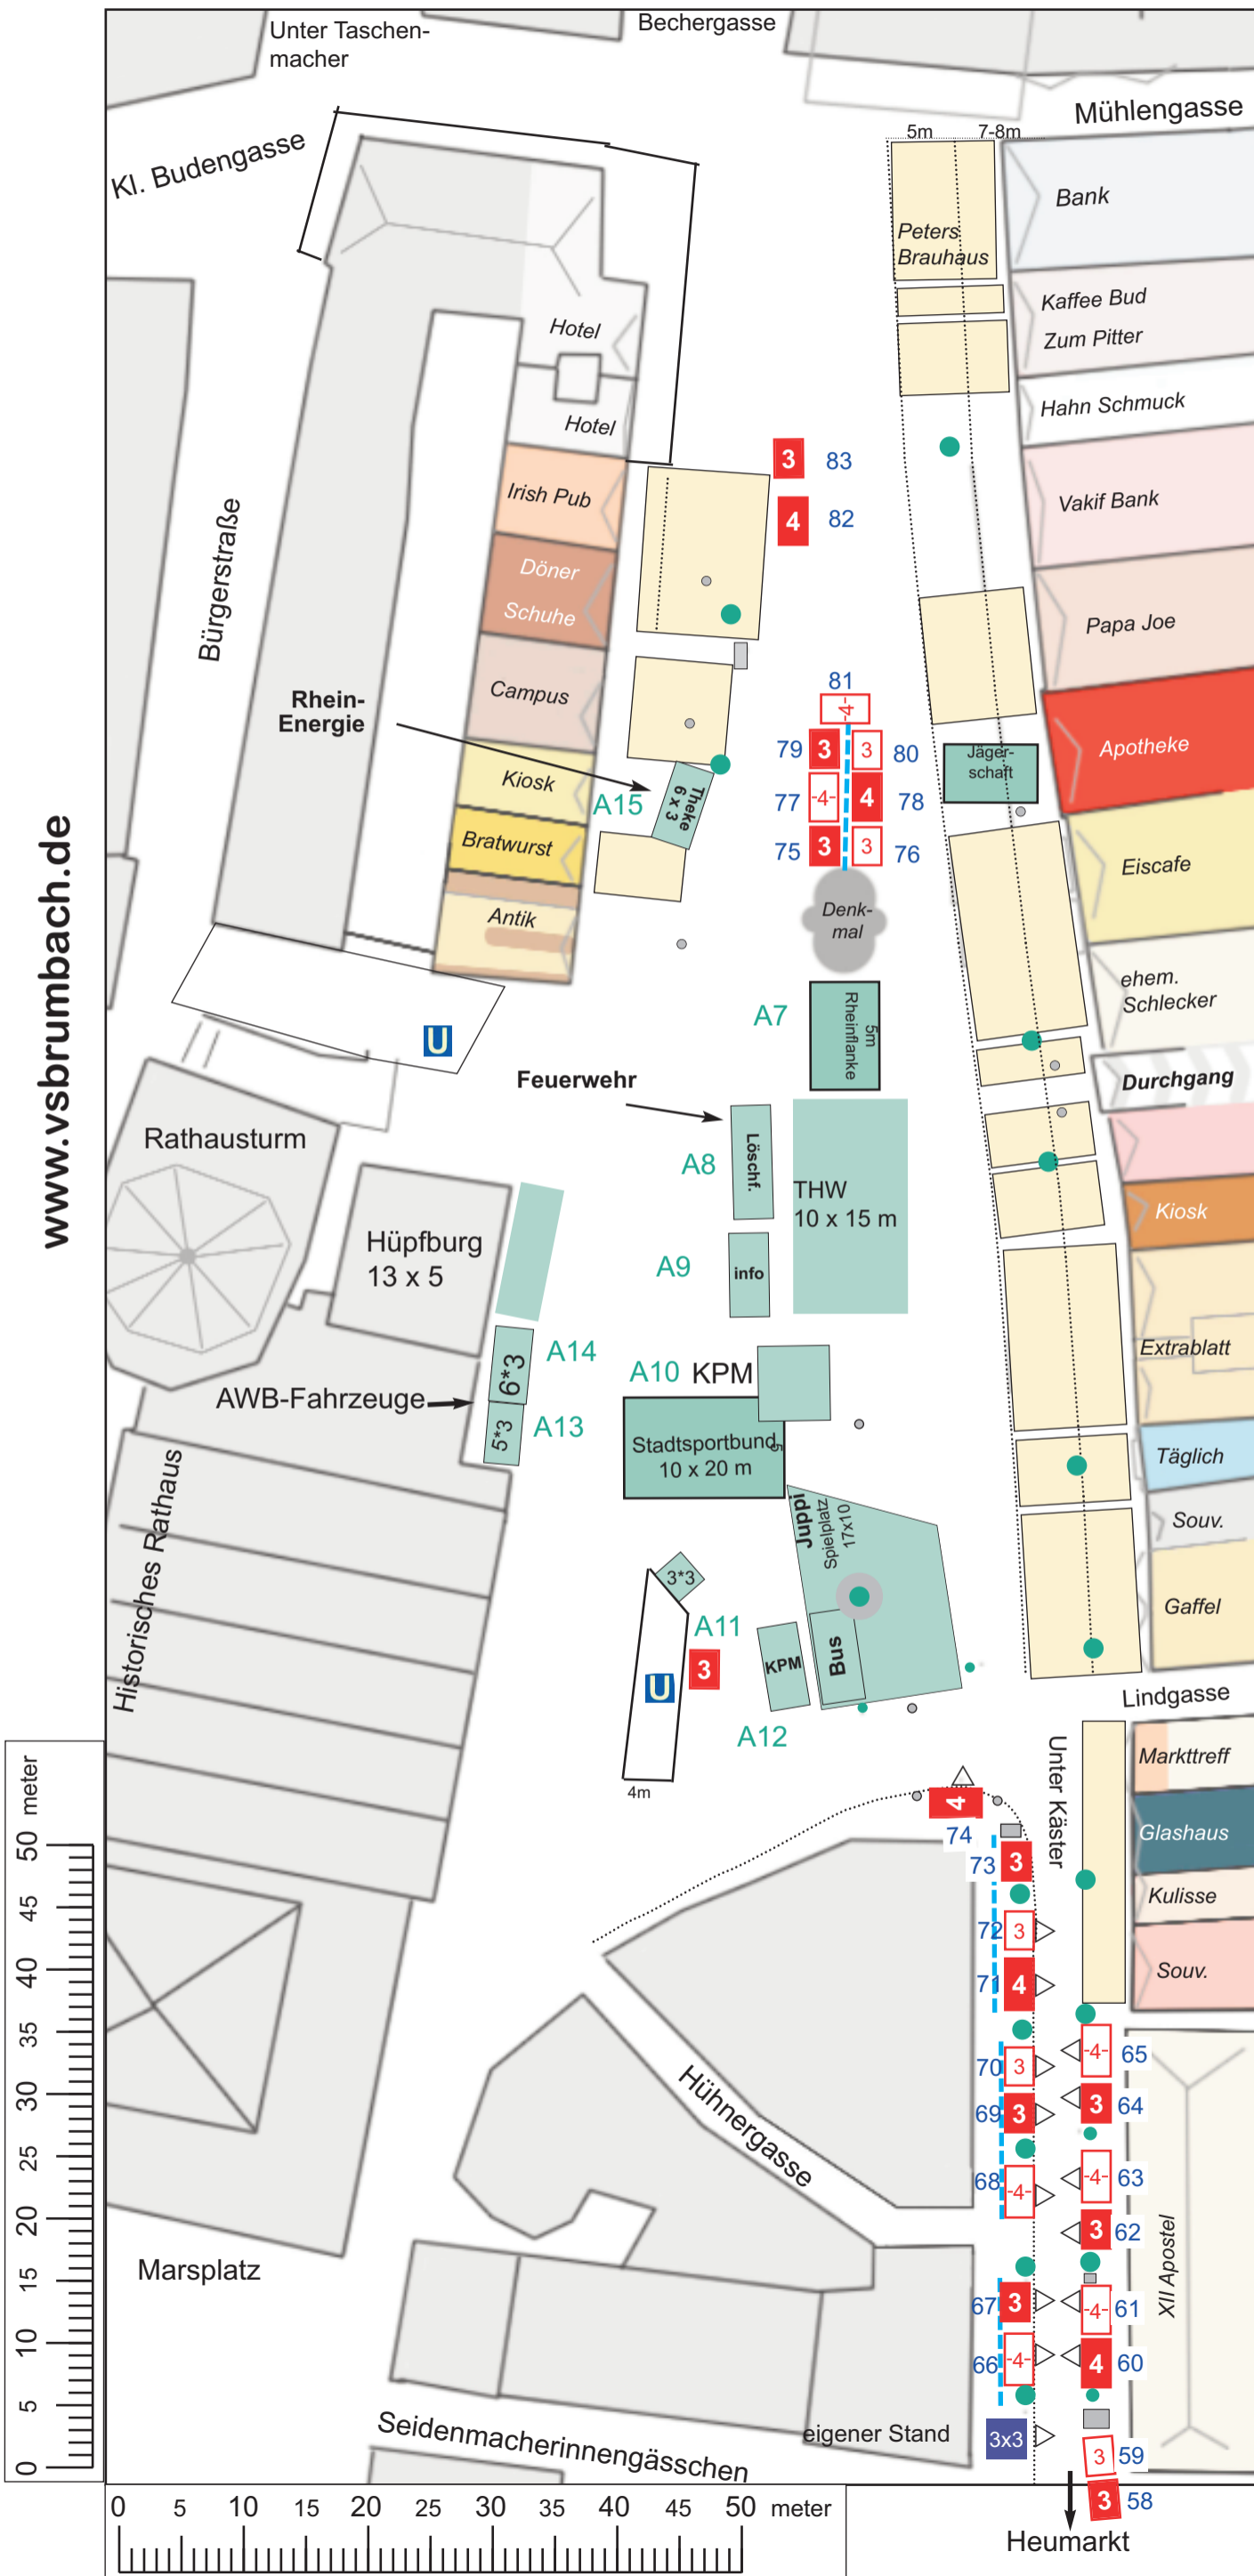 Unter Taschen-
macher
Bechergasse
Mühlengasse
Kl. Budengasse
5m
7-8m
Bank
Peters
Brauhaus
Kaffee Bud
Zum Pitter
Hotel
Hahn Schmuck
Hotel
3 83
Irish Pub
Vakif Bank
4 82
Bürgerstraße
Döner
Schuhe
Papa Joe
Campus
81
-4-
Rhein-
Energie
79 3 3 80
Jäger-
schaft
Apotheke
Kiosk
A15
Theke
6 x 3
77 -4- 4 78
Bratwurst
75 3 3 76
Eiscafe
Antik
Denk-
mal
www.vsbrumbach.de
ehem.
Schlecker
A7
Rheinflanke
5m
U
Feuerwehr
Durchgang
Rathausturm
A8
Löschf.
THW
10 x 15 m
Kiosk
Hüpfburg
13 x 5
A9
info
A14
6*3
Extrablatt
A10 KPM
AWB-Fahrzeuge
A13
5*3
Stadtsportbund
5
10 x 20 m
Täglich
Historisches Rathaus
Juppi
Spielplatz
17x10
Souv.
3*3
Gaffel
A11
3
U
KPM
Bus
A12
4m
Lindgasse
Unter Käster
Markttreff
4
74
Glashaus
73 3
Kulisse
72 3
71 4
Souv.
-4- 65
70 3
3 64
69 3
Hühnergasse
-4- 63
68 -4-
3 62
XII Apostel
Marsplatz
67 3
-4- 61
66 -4-
4 60
Seidenmacherinnengässchen
eigener Stand
3x3
3 59
3 58
Heumarkt
0 5 10 15 20 25 30 35 40 45 50 meter
0 5 10 15 20 25 30 35 40 45 50 meter